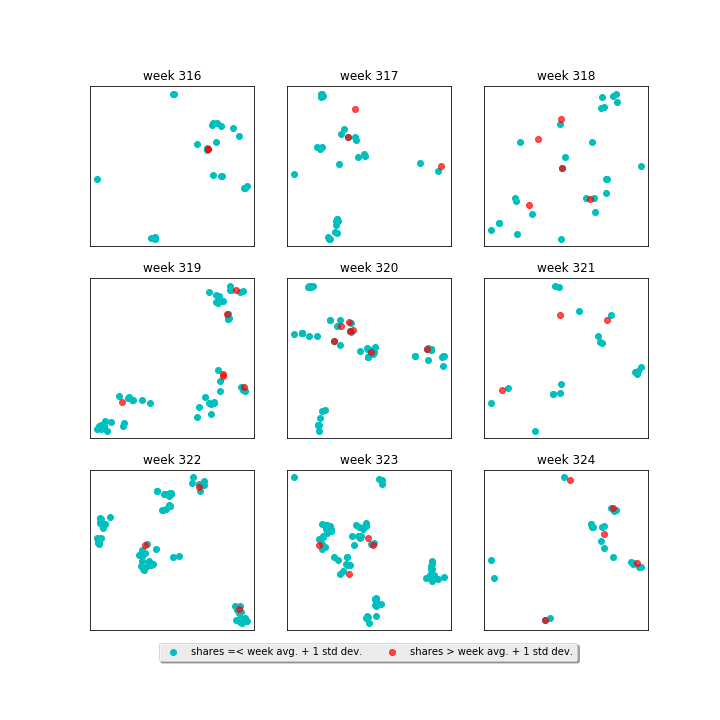 week 316
week 317
week 318
week 319
week 320
week 321
week 322
week 323
week 324
shares =< week avg. + 1 std dev.
shares > week avg. + 1 std dev.